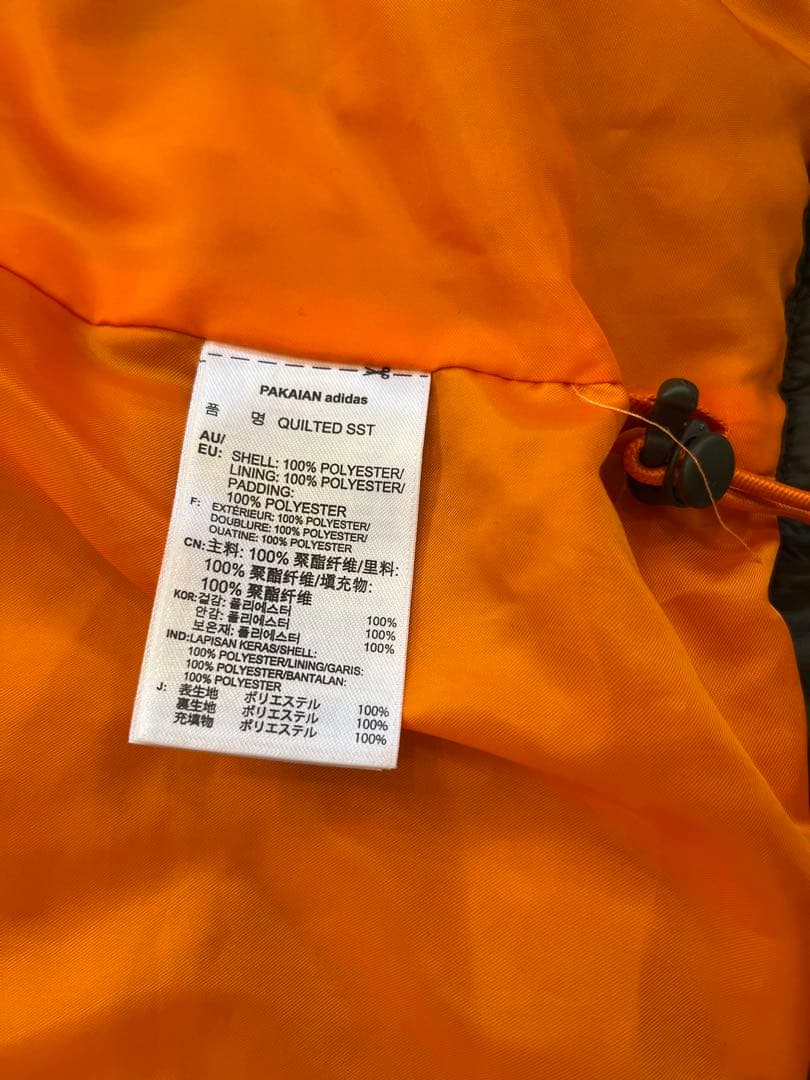 PAKAIAN adidas
품 명 QUILTED SST
AU/
EU: SHELL: 100% POLYESTER/
LINING: 100% POLYESTER/
PADDING:
100% POLYESTER
F: EXTÉRIEUR: 100% POLYESTER/
DOUBLURE: 100% POLYESTER/
OUATINE: 100% POLYESTER
CN: 主料: 100% 聚酯纤维/里料:
100% 聚酯纤维/填充物:
100% 聚酯纤维
KOR: 겉감: 폴리에스터 100%
안감: 폴리에스터 100%
보온재: 폴리에스터 100%
IND: LAPISAN KERAS/SHELL:
100% POLYESTER/LINING/GARIS:
100% POLYESTER/BANTALAN:
100% POLYESTER
J: 表生地 ポリエステル 100%
裏生地 ポリエステル 100%
充填物 ポリエステル 100%